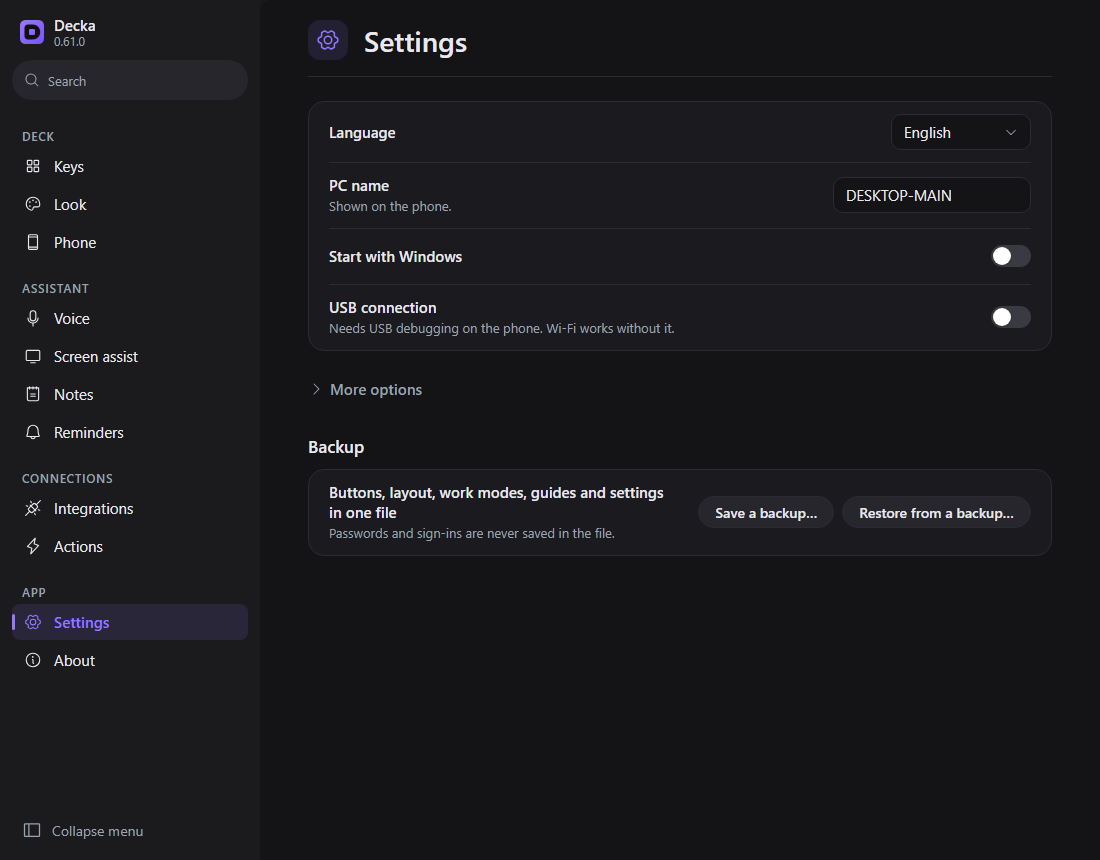 Decka
0.61.0
Search
DECK
Keys
Look
Phone
ASSISTANT
Voice
Screen assist
Notes
Reminders
CONNECTIONS
Integrations
Actions
APP
Settings
About
Collapse menu
Settings
Language
English
PC name
Shown on the phone.
DESKTOP-MAIN
Start with Windows
USB connection
Needs USB debugging on the phone. Wi-Fi works without it.
More options
Backup
Buttons, layout, work modes, guides and settings
in one file
Passwords and sign-ins are never saved in the file.
Save a backup...
Restore from a backup...